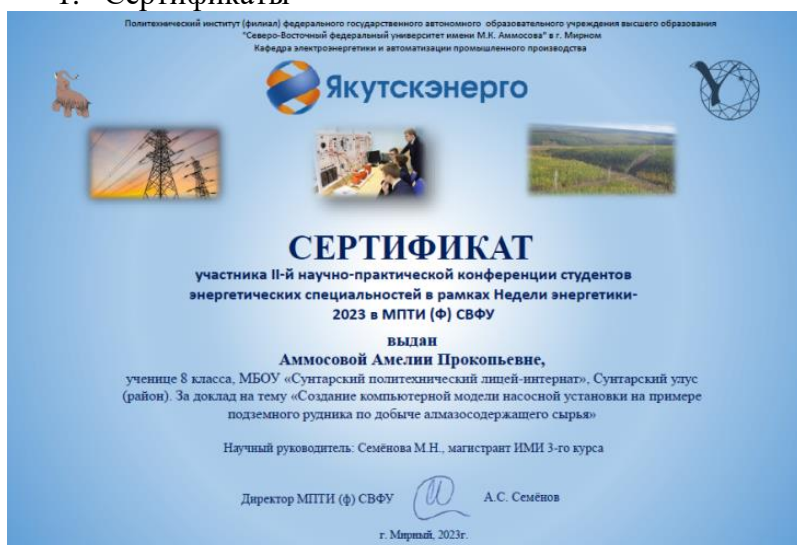 1. Сертификаты
Политехнический институт (филиал) федерального государственного автономного образовательного учреждения высшего образования
"Северо-Восточный федеральный университет имени М.К. Аммосова" в г. Мирном
Кафедра электроэнергетики и автоматизации промышленного производства
Якутскэнерго
СЕРТИФИКАТ
участника II-й научно-практической конференции студентов
энергетических специальностей в рамках Недели энергетики-
2023 в МПТИ (Ф) СВФУ
выдан
Аммосовой Амелии Прокопьевне,
ученице 8 класса, МБОУ «Сунтарский политехнический лицей-интернат», Сунтарский улус
(район). За доклад на тему «Создание компьютерной модели насосной установки на примере
подземного рудника по добыче алмазосодержащего сырья»
Научный руководитель: Семёнова М.Н., магистрант ИМИ 3-го курса
Директор МПТИ (ф) СВФУ А.С. Семёнов
г. Мирный, 2023г.